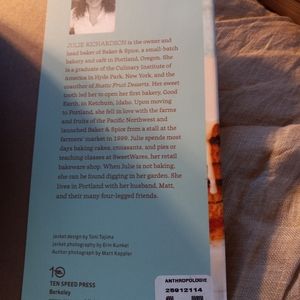 JULIE RICHARDSON is the owner and
head baker of Baker & Spice, a small-batch
bakery and café in Portland, Oregon. She
is a graduate of the Culinary Institute of
America in Hyde Park, New York, and the
coauthor of Rustic Fruit Desserts. Her sweet
tooth led her to open her first bakery, Good
Earth, in Ketchum, Idaho. Upon moving
to Portland, she fell in love with the farms
and fruits of the Pacific Northwest and
launched Baker & Spice from a stall at the
farmers' market in 1999. Julie spends most
days baking cakes, croissants, and pies or
teaching classes at SweetWares, her retail
bakeware shop. When Julie is not baking,
she can be found digging in her garden. She
lives in Portland with her husband, Matt,
and their many four-legged friends.
Jacket design by Toni Tajima
Jacket photography by Erin Kunkel
Author photograph by Matt Keppler
TEN SPEED PRESS
Berkeley
ANTHROPOLOGIE
25912114